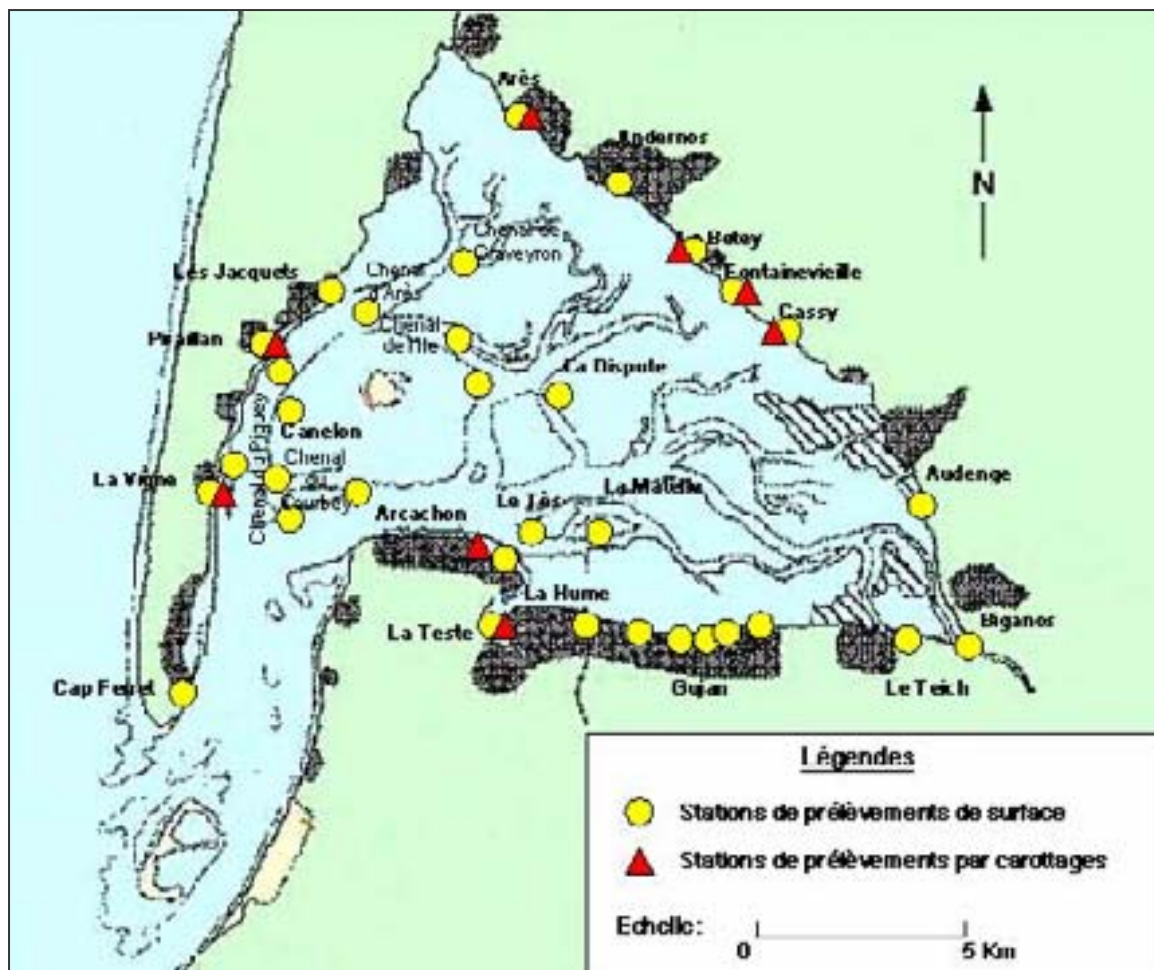 Arès
Andernos
N
Chenal de
Graveyron
Le Betey
Les Jacquets
Chenal
d'Arès
Fontainevieille
Cassy
Piraillan
Chenal
de l'Ile
La Dispute
Canelon
Chenal du
Courbey
Audenge
La Vigne
Arcachon
Le Tès
La Matelle
La Hume
La Teste
Biganos
Cap Ferret
Gujan
Le Teich
Légendes
Stations de prélèvements de surface
Stations de prélèvements par carottages
Echelle:
0
5 Km